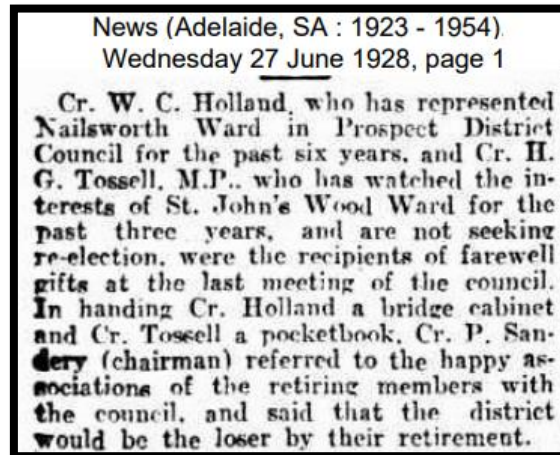 News (Adelaide, SA : 1923 - 1954)
Wednesday 27 June 1928, page 1
Cr. W. C. Holland, who has represented
Nailsworth Ward in Prospect District
Council for the past six years, and Cr. H.
G. Tossell, M.P., who has watched the in-
terests of St. John's Wood Ward for the
past three years, and are not seeking
re-election, were the recipients of farewell
gifts at the last meeting of the council.
In handing Cr. Holland a bridge cabinet
and Cr. Tossell a pocketbook, Cr. P. San-
dery (chairman) referred to the happy as-
sociations of the retiring members with
the council, and said that the district
would be the loser by their retirement.